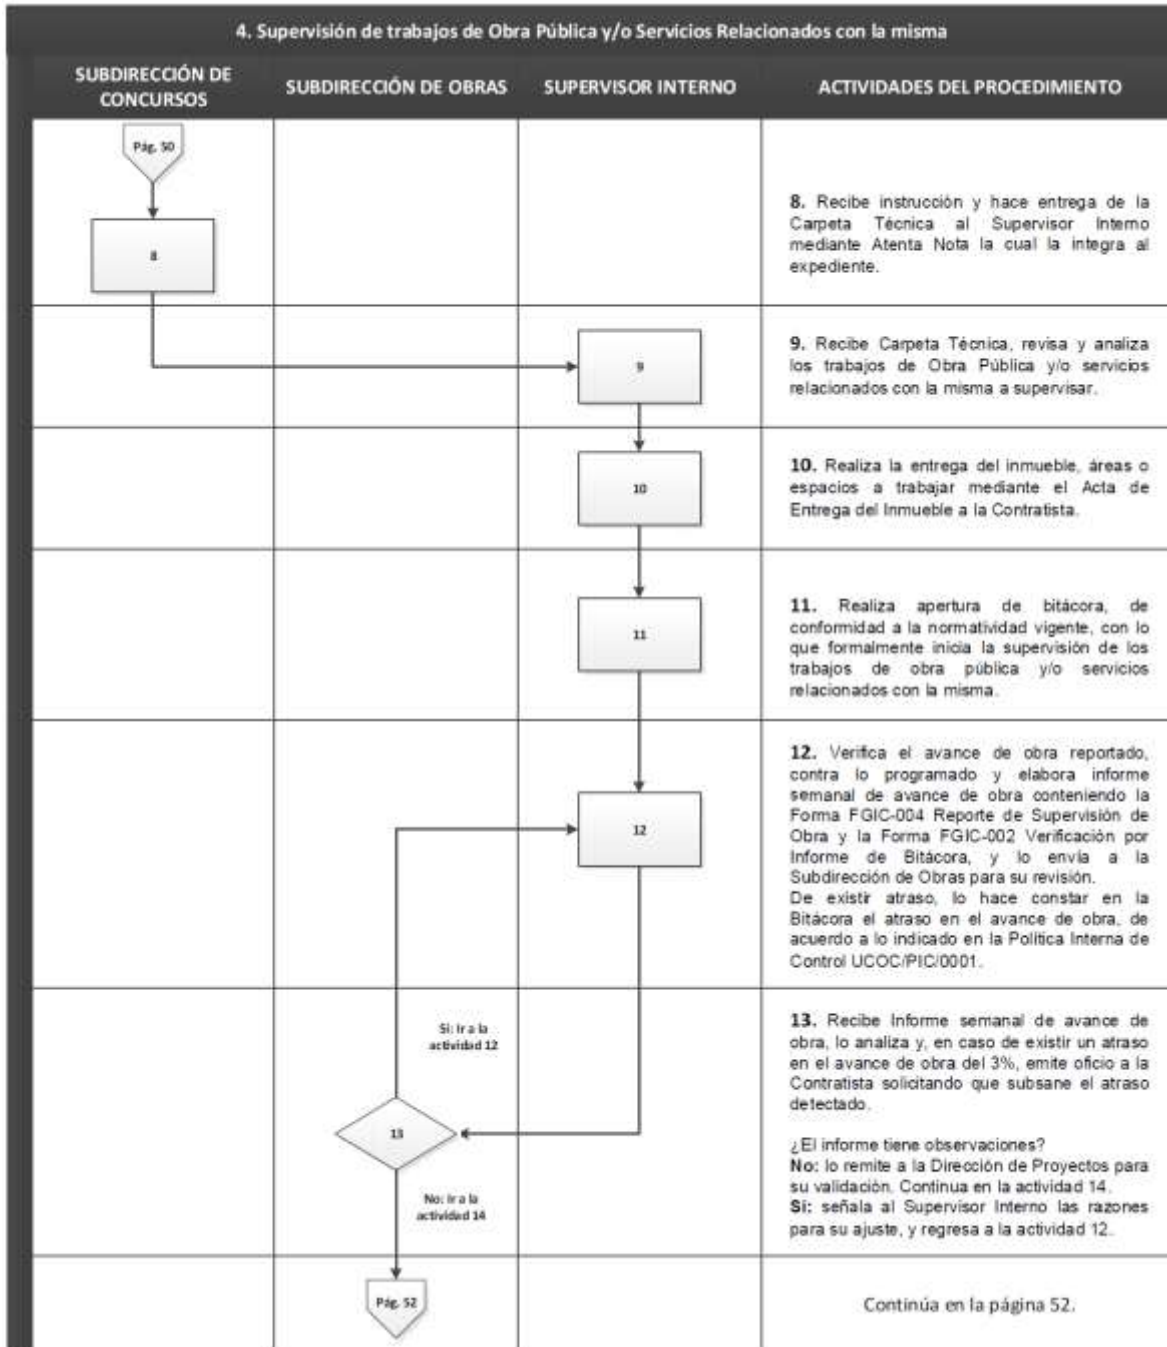 4. Supervisión de trabajos de Obra Pública y/o Servicios Relacionados con la misma
SUBDIRECCIÓN DE
CONCURSOS
SUBDIRECCIÓN DE OBRAS
SUPERVISOR INTERNO
ACTIVIDADES DEL PROCEDIMIENTO
Pág. 50
8
8. Recibe instrucción y hace entrega de la
Carpeta Técnica al Supervisor Interno
mediante Atenta Nota la cual la integra al
expediente.
9
9. Recibe Carpeta Técnica, revisa y analiza
los trabajos de Obra Pública y/o servicios
relacionados con la misma a supervisar.
10
10. Realiza la entrega del inmueble, áreas o
espacios a trabajar mediante el Acta de
Entrega del Inmueble a la Contratista.
11
11. Realiza apertura de bitácora, de
conformidad a la normatividad vigente, con lo
que formalmente inicia la supervisión de los
trabajos de obra pública y/o servicios
relacionados con la misma.
12
12. Verifica el avance de obra reportado,
contra lo programado y elabora informe
semanal de avance de obra conteniendo la
Forma FGIC-004 Reporte de Supervisión de
Obra y la Forma FGIC-002 Verificación por
Informe de Bitácora, y lo envía a la
Subdirección de Obras para su revisión.
De existir atraso, lo hace constar en la
Bitácora el atraso en el avance de obra, de
acuerdo a lo indicado en la Política Interna de
Control UCOC/PIC/0001.
Si: Ir a la
actividad 12
13
No: Ir a la
actividad 14
13. Recibe Informe semanal de avance de
obra, lo analiza y, en caso de existir un atraso
en el avance de obra del 3%, emite oficio a la
Contratista solicitando que subsane el atraso
detectado.
¿El informe tiene observaciones?
No: lo remite a la Dirección de Proyectos para
su validación. Continua en la actividad 14.
Si: señala al Supervisor Interno las razones
para su ajuste, y regresa a la actividad 12.
Pág. 52
Continúa en la página 52.